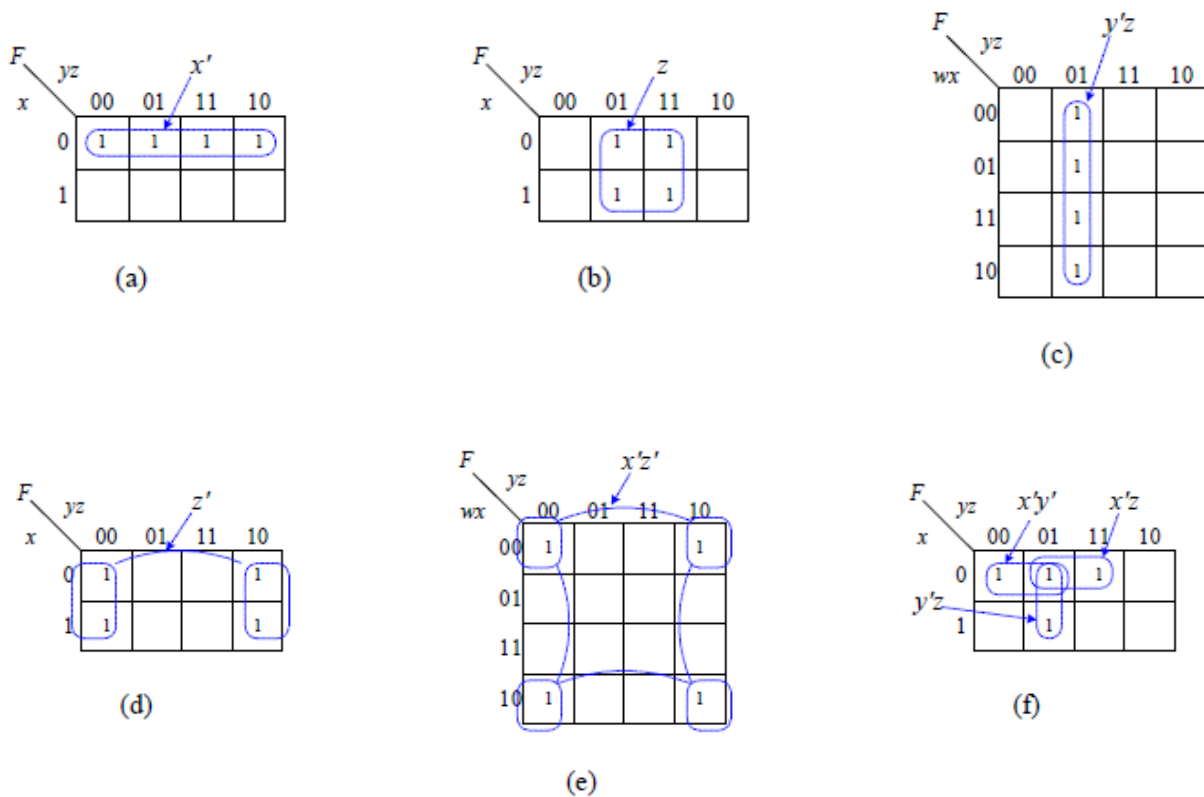 F yz x'
x 00 01 11 10
0 1 1 1 1
1
(a)
F yz z
x 00 01 11 10
0 1 1
1 1 1
(b)
F yz y'z
wx 00 01 11 10
00 1
01 1
11 1
10 1
(c)
F yz z'
x 00 01 11 10
0 1 1
1 1 1
(d)
F yz x'z'
wx 00 01 11 10
00 1 1
01
11
10 1 1
(e)
F yz x'y' x'z
x 00 01 11 10
0 1 1 1
y'z
1 1
(f)